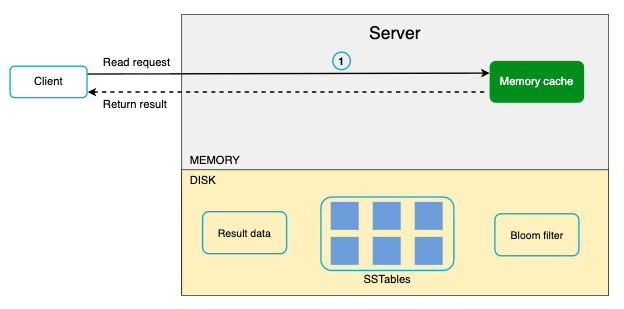 Server
Read request
1
Client
Memory cache
Return result
MEMORY
DISK
Result data
Bloom filter
SSTables